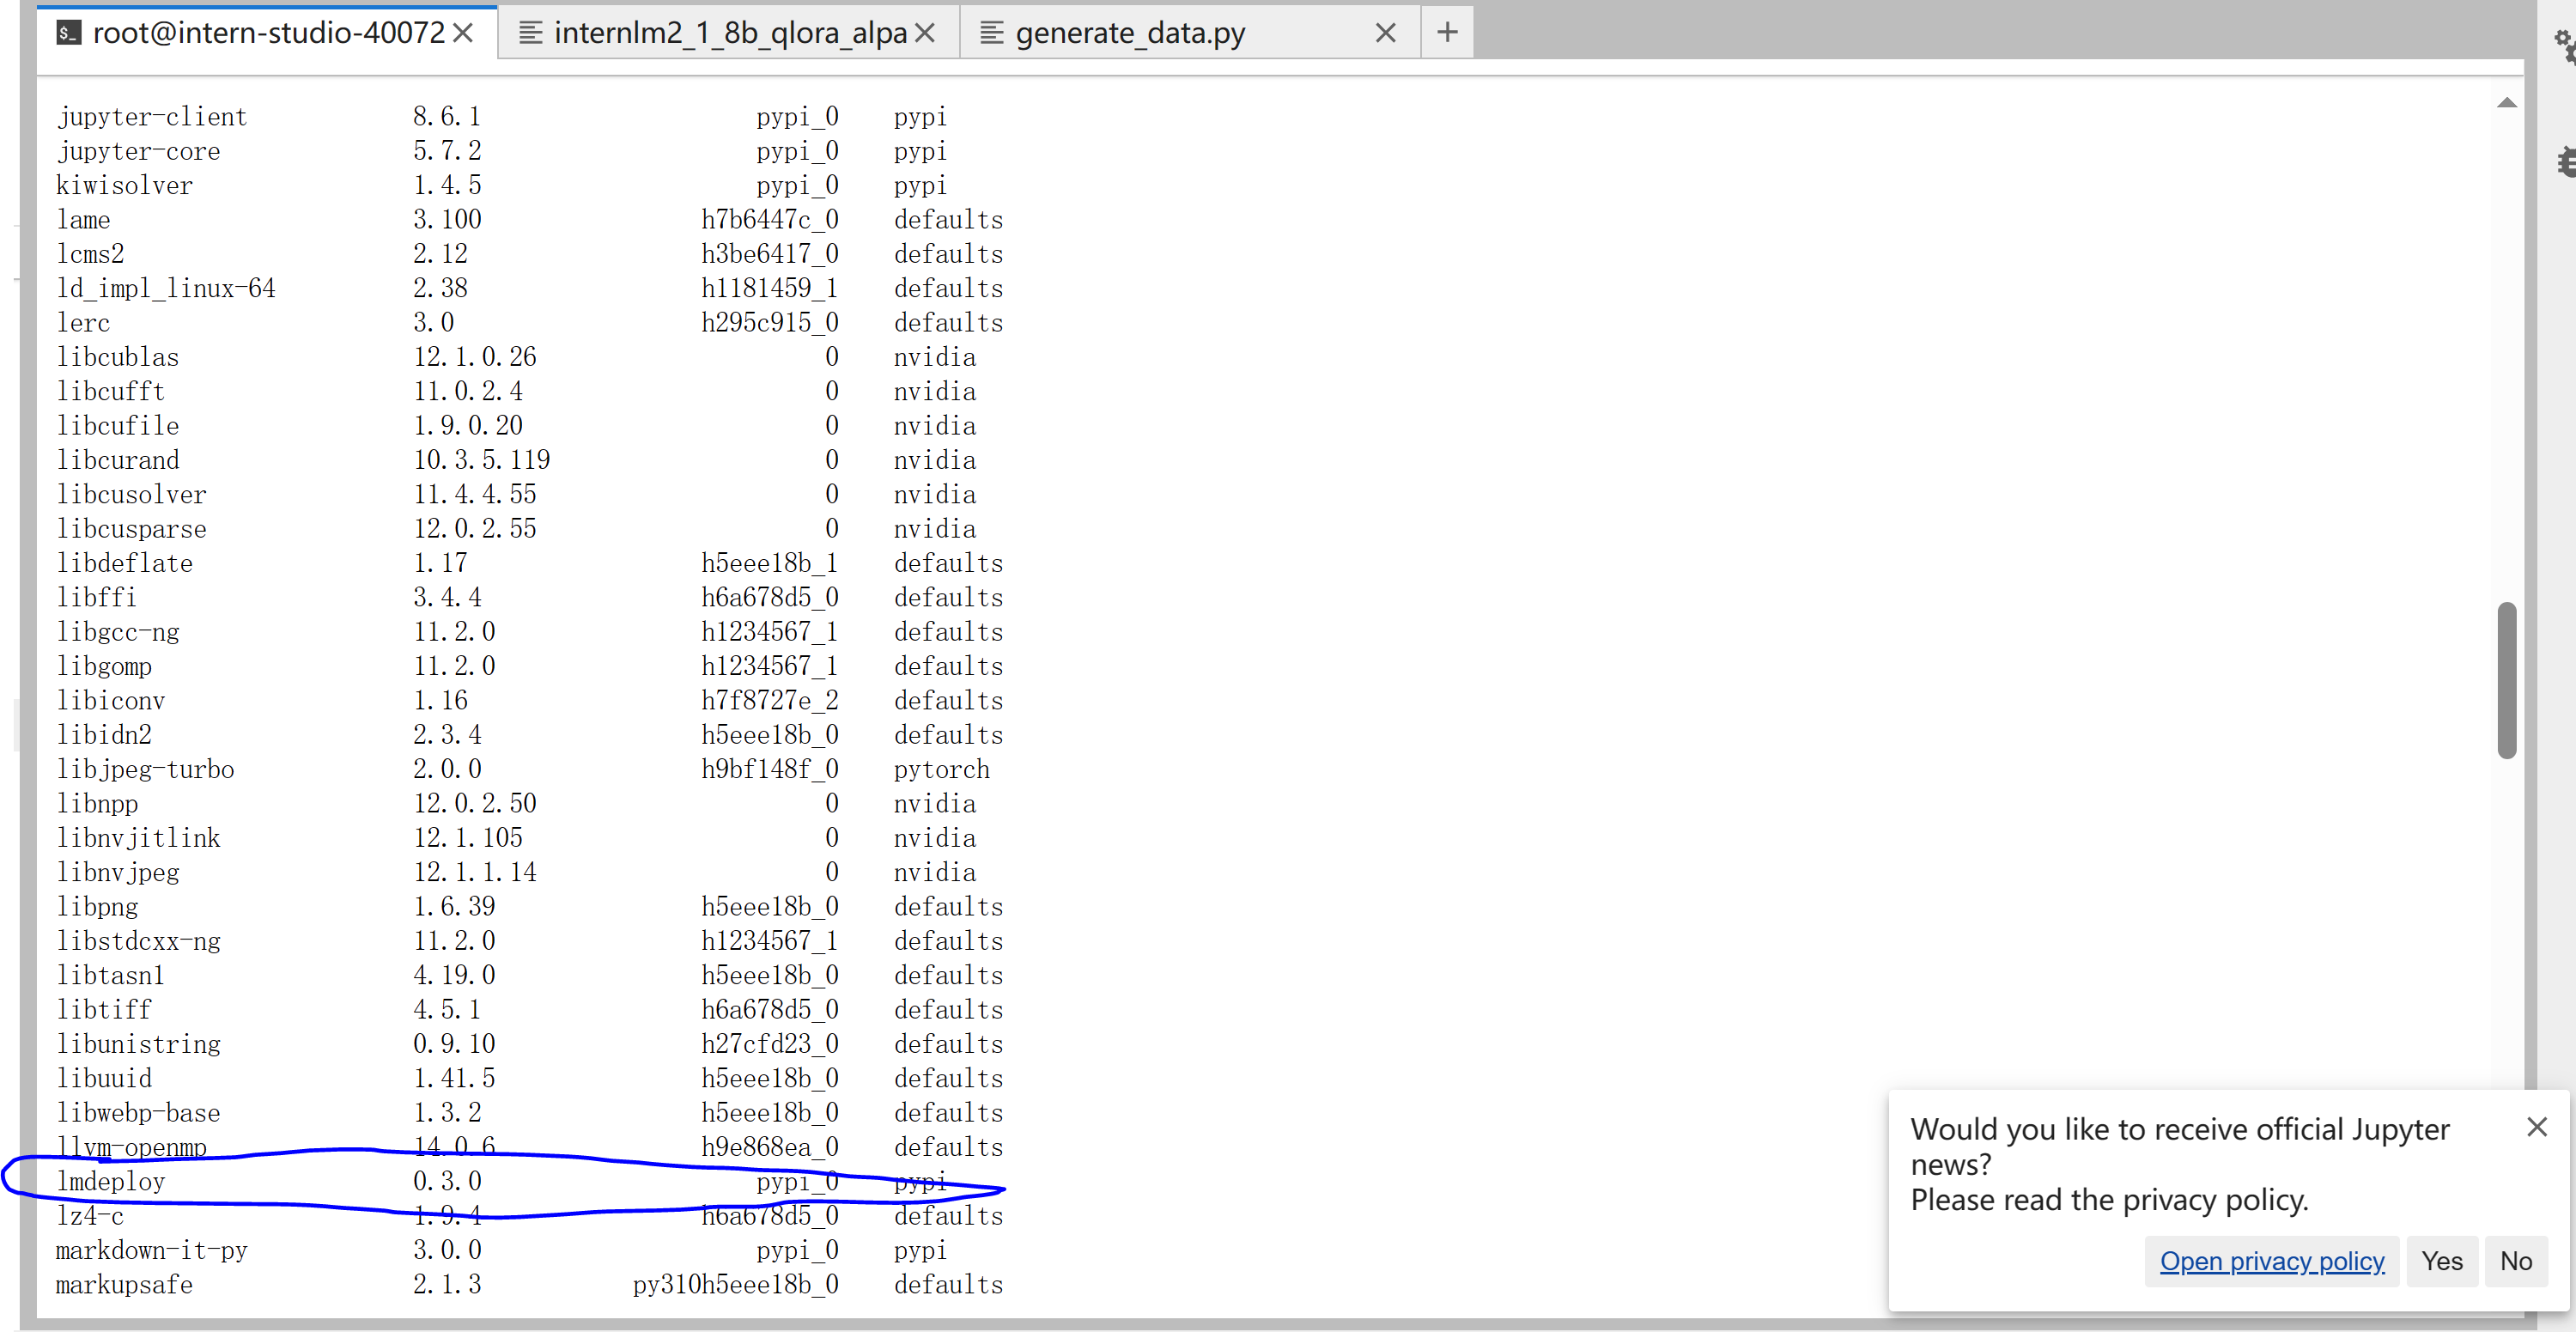 root@intern-studio-40072
internlm2_1_8b_qlora_alpa
generate_data.py
jupyter-client 8.6.1 pypi_0 pypi
jupyter-core 5.7.2 pypi_0 pypi
kiwisolver 1.4.5 pypi_0 pypi
lame 3.100 h7b6447c_0 defaults
lcms2 2.12 h3be6417_0 defaults
ld_impl_linux-64 2.38 h1181459_1 defaults
lerc 3.0 h295c915_0 defaults
libcublas 12.1.0.26 0 nvidia
libcufft 11.0.2.4 0 nvidia
libcufile 1.9.0.20 0 nvidia
libcurand 10.3.5.119 0 nvidia
libcusolver 11.4.4.55 0 nvidia
libcusparse 12.0.2.55 0 nvidia
libdeflate 1.17 h5eee18b_1 defaults
libffi 3.4.4 h6a678d5_0 defaults
libgcc-ng 11.2.0 h1234567_1 defaults
libgomp 11.2.0 h1234567_1 defaults
libiconv 1.16 h7f8727e_2 defaults
libidn2 2.3.4 h5eee18b_0 defaults
libjpeg-turbo 2.0.0 h9bf148f_0 pytorch
libnpp 12.0.2.50 0 nvidia
libnvjitlink 12.1.105 0 nvidia
libnvjpeg 12.1.1.14 0 nvidia
libpng 1.6.39 h5eee18b_0 defaults
libstdcxx-ng 11.2.0 h1234567_1 defaults
libtasn1 4.19.0 h5eee18b_0 defaults
libtiff 4.5.1 h6a678d5_0 defaults
libunistring 0.9.10 h27cfd23_0 defaults
libuuid 1.41.5 h5eee18b_0 defaults
libwebp-base 1.3.2 h5eee18b_0 defaults
llvm-openmp 14.0.6 h9e868ea_0 defaults
lmdeploy 0.3.0 pypi_0 pypi
lz4-c 1.9.4 h6a678d5_0 defaults
markdown-it-py 3.0.0 pypi_0 pypi
markupsafe 2.1.3 py310h5eee18b_0 defaults
Would you like to receive official Jupyter
news?
Please read the privacy policy.
Open privacy policy Yes No